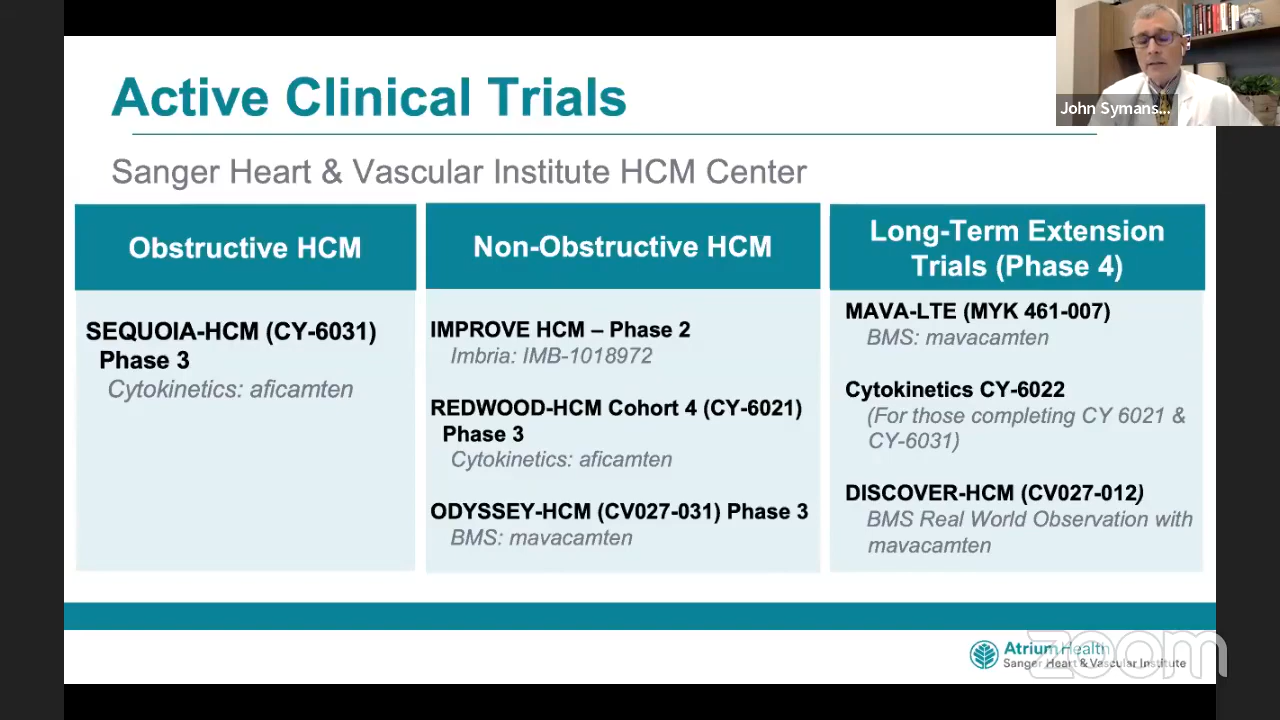 Active Clinical Trials
John Symans...
Sanger Heart & Vascular Institute HCM Center
Obstructive HCM
SEQUOIA-HCM (CY-6031)
Phase 3
Cytokinetics: aficamten
Non-Obstructive HCM
IMPROVE HCM – Phase 2
Imbria: IMB-1018972
REDWOOD-HCM Cohort 4 (CY-6021)
Phase 3
Cytokinetics: aficamten
ODYSSEY-HCM (CV027-031) Phase 3
BMS: mavacamten
Long-Term Extension
Trials (Phase 4)
MAVA-LTE (MYK 461-007)
BMS: mavacamten
Cytokinetics CY-6022
(For those completing CY 6021 &
CY-6031)
DISCOVER-HCM (CV027-012)
BMS Real World Observation with
mavacamten
Atrium Health
Sanger Heart & Vascular Institute
zoom